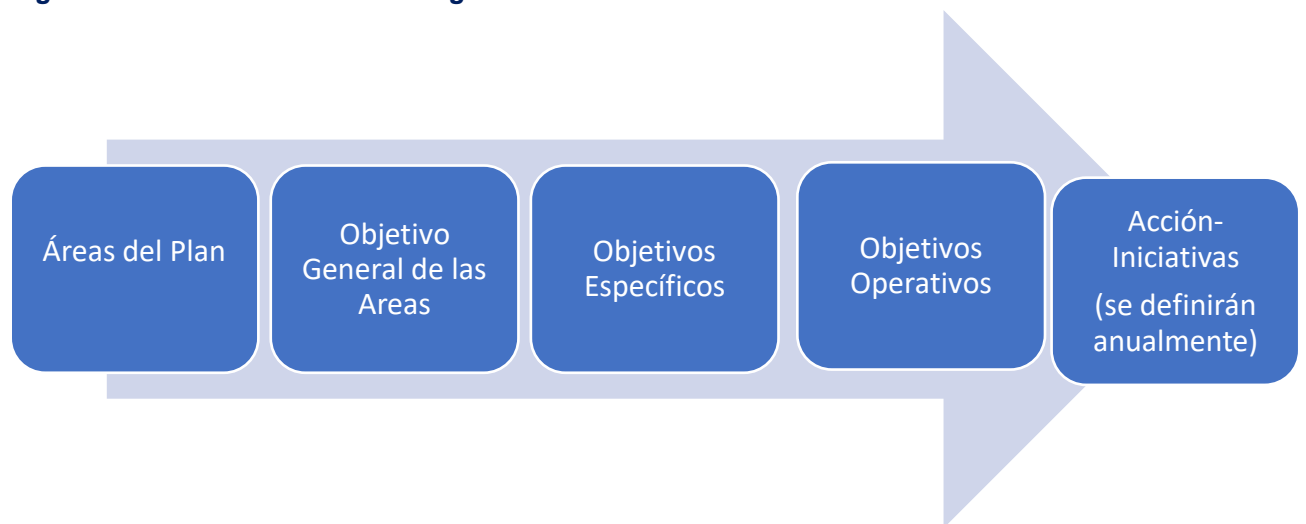 Áreas del Plan
Objetivo
General de las
Areas
Objetivos
Específicos
Objetivos
Operativos
Acción-
Iniciativas
(se definirán
anualmente)